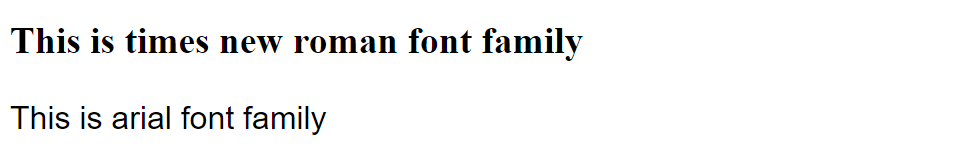 This is times new roman font family
This is arial font family